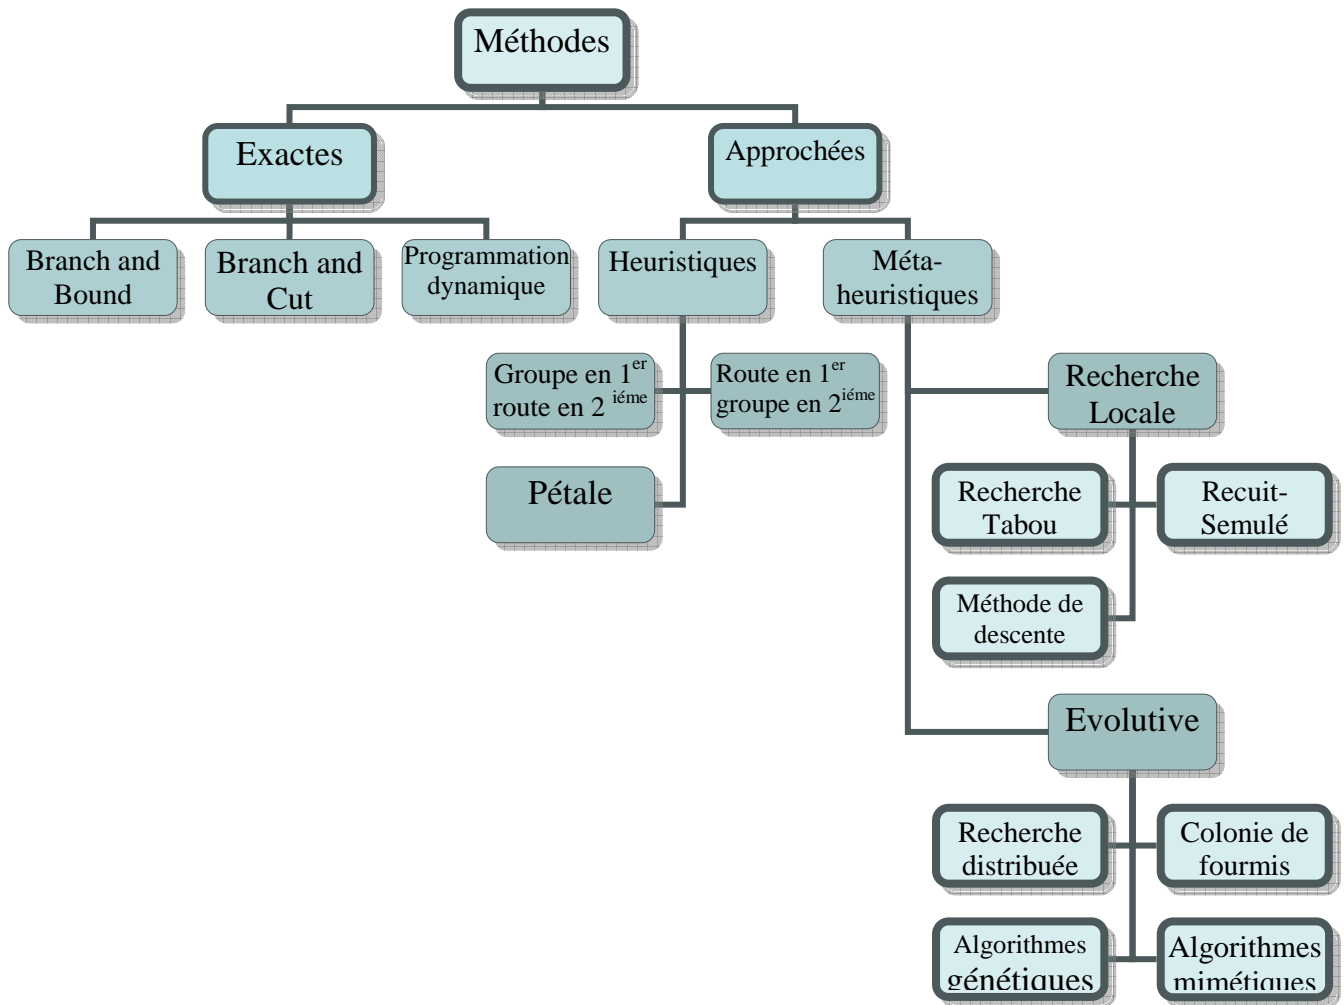 Méthodes
Exactes
Approchées
Branch and
Bound
Branch and
Cut
Programmation
dynamique
Heuristiques
Méta-
heuristiques
Groupe en 1er
route en 2 iéme
Route en 1er
groupe en 2iéme
Recherche
Locale
Pétale
Recherche
Tabou
Recuit-
Semulé
Méthode de
descente
Evolutive
Recherche
distribuée
Colonie de
fourmis
Algorithmes
génétiques
Algorithmes
mimétiques